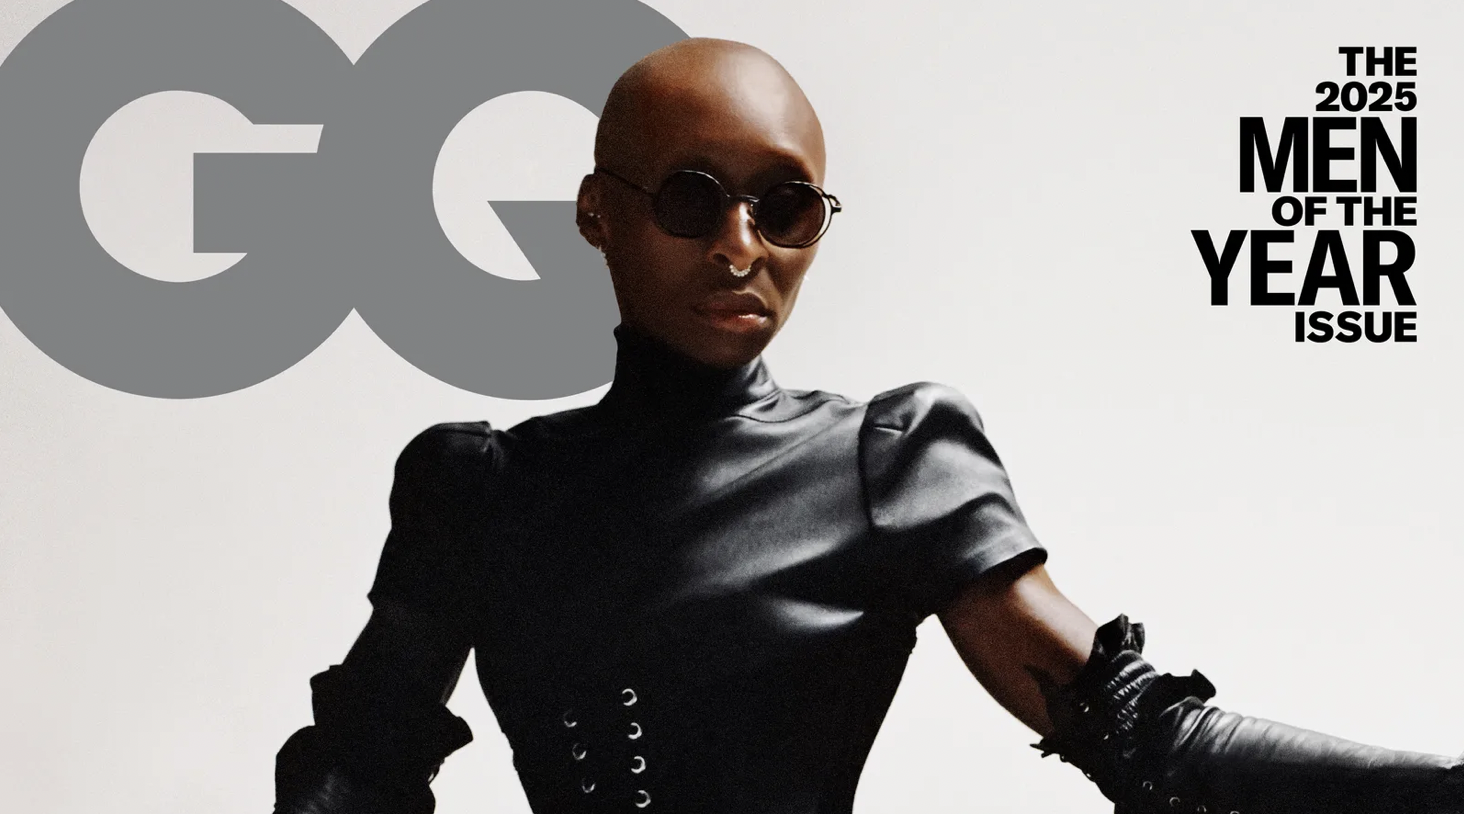 GQ
THE
2025
MEN
OF THE
YEAR
ISSUE